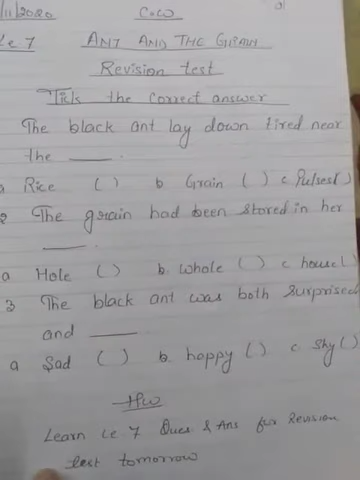 11/2020 C.W
Le 7 ANT AND THE GRAIN
Revision test
Tick the correct answer
The black ant lay down tired near
the ____.
a Rice ( ) b Grain ( ) c Pulses( )
2 The grain had been stored in her
____.
a Hole ( ) b. whole ( ) c house( )
3 The black ant was both surprised
and ____
a Sad ( ) b. happy ( ) c shy ( )
HW
Learn Le 7 Ques & Ans for Revision
test tomorrow